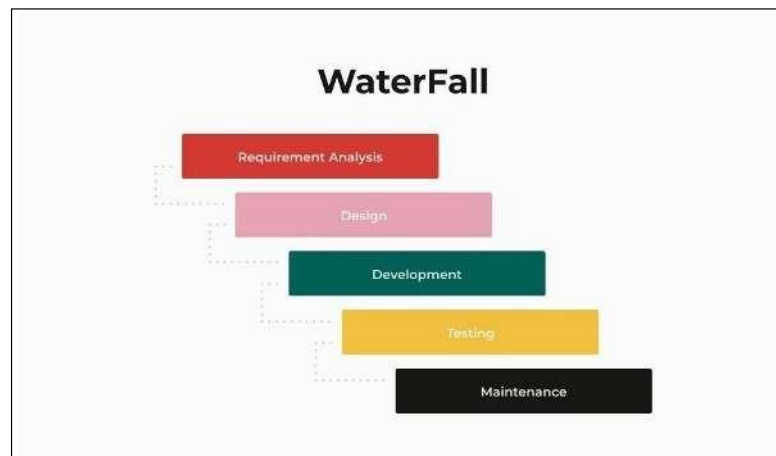 WaterFall
Requirement Analysis
Design
Development
Testing
Maintenance